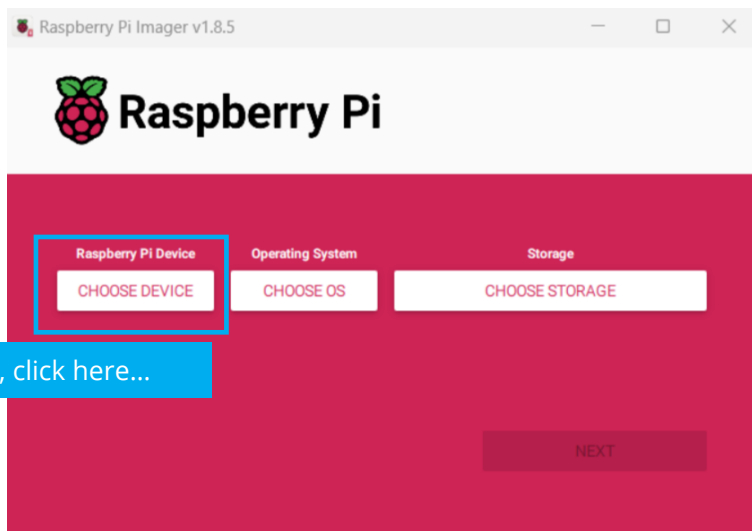 Raspberry Pi Imager v1.8.5
Raspberry Pi
Raspberry Pi Device Operating System Storage
CHOOSE DEVICE CHOOSE OS CHOOSE STORAGE
, click here...
NEXT